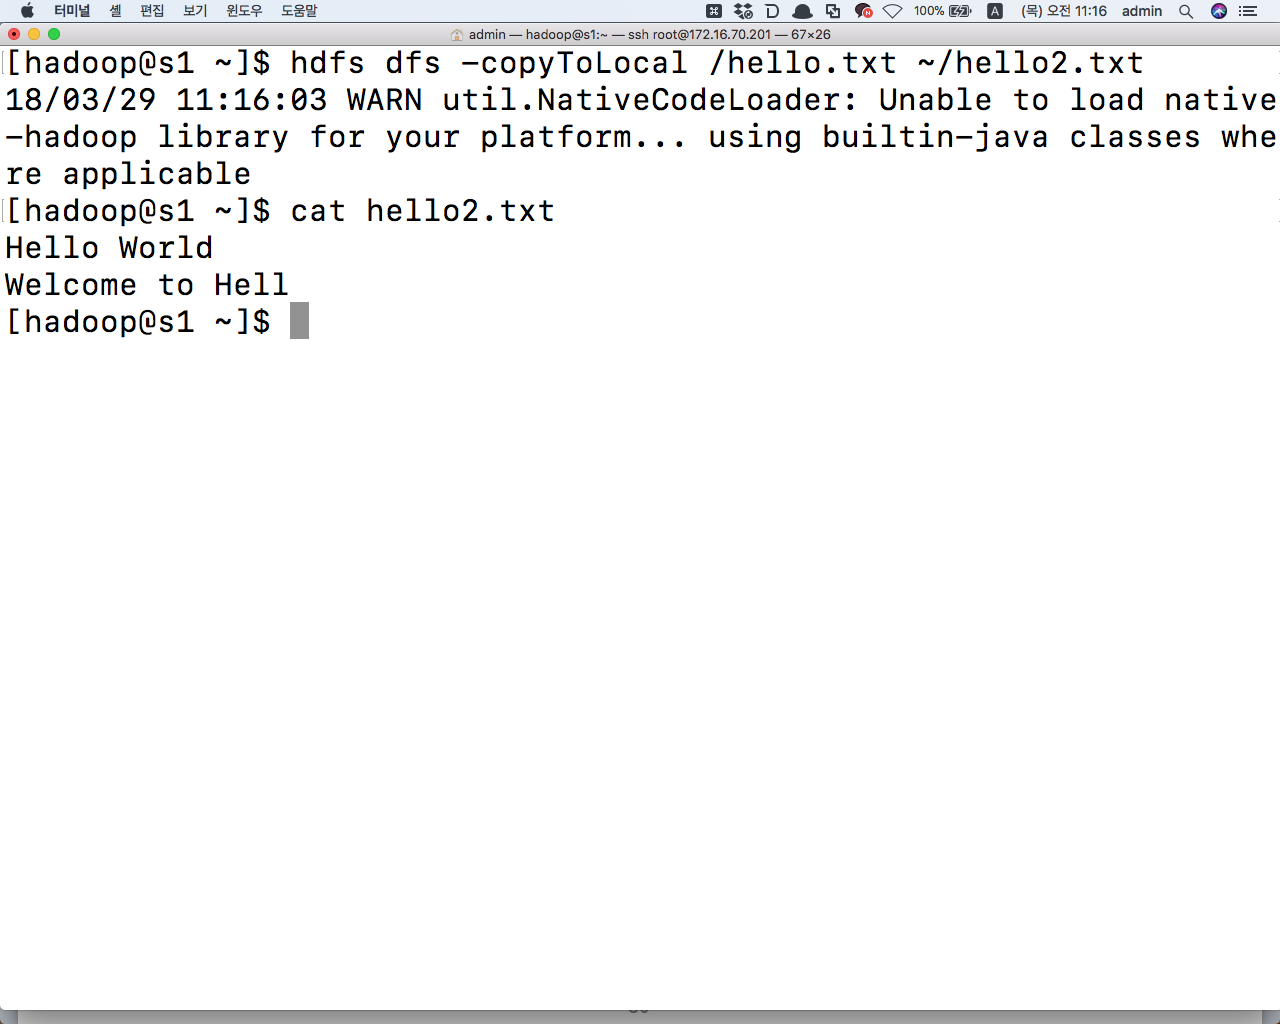 터미널 셸 편집 보기 윈도우 도움말 100% A (목) 오전 11:16 admin
admin — hadoop@s1:~ — ssh root@172.16.70.201 — 67×26
[hadoop@s1 ~]$ hdfs dfs -copyToLocal /hello.txt ~/hello2.txt
18/03/29 11:16:03 WARN util.NativeCodeLoader: Unable to load native
-hadoop library for your platform... using builtin-java classes whe
re applicable
[hadoop@s1 ~]$ cat hello2.txt
Hello World
Welcome to Hell
[hadoop@s1 ~]$